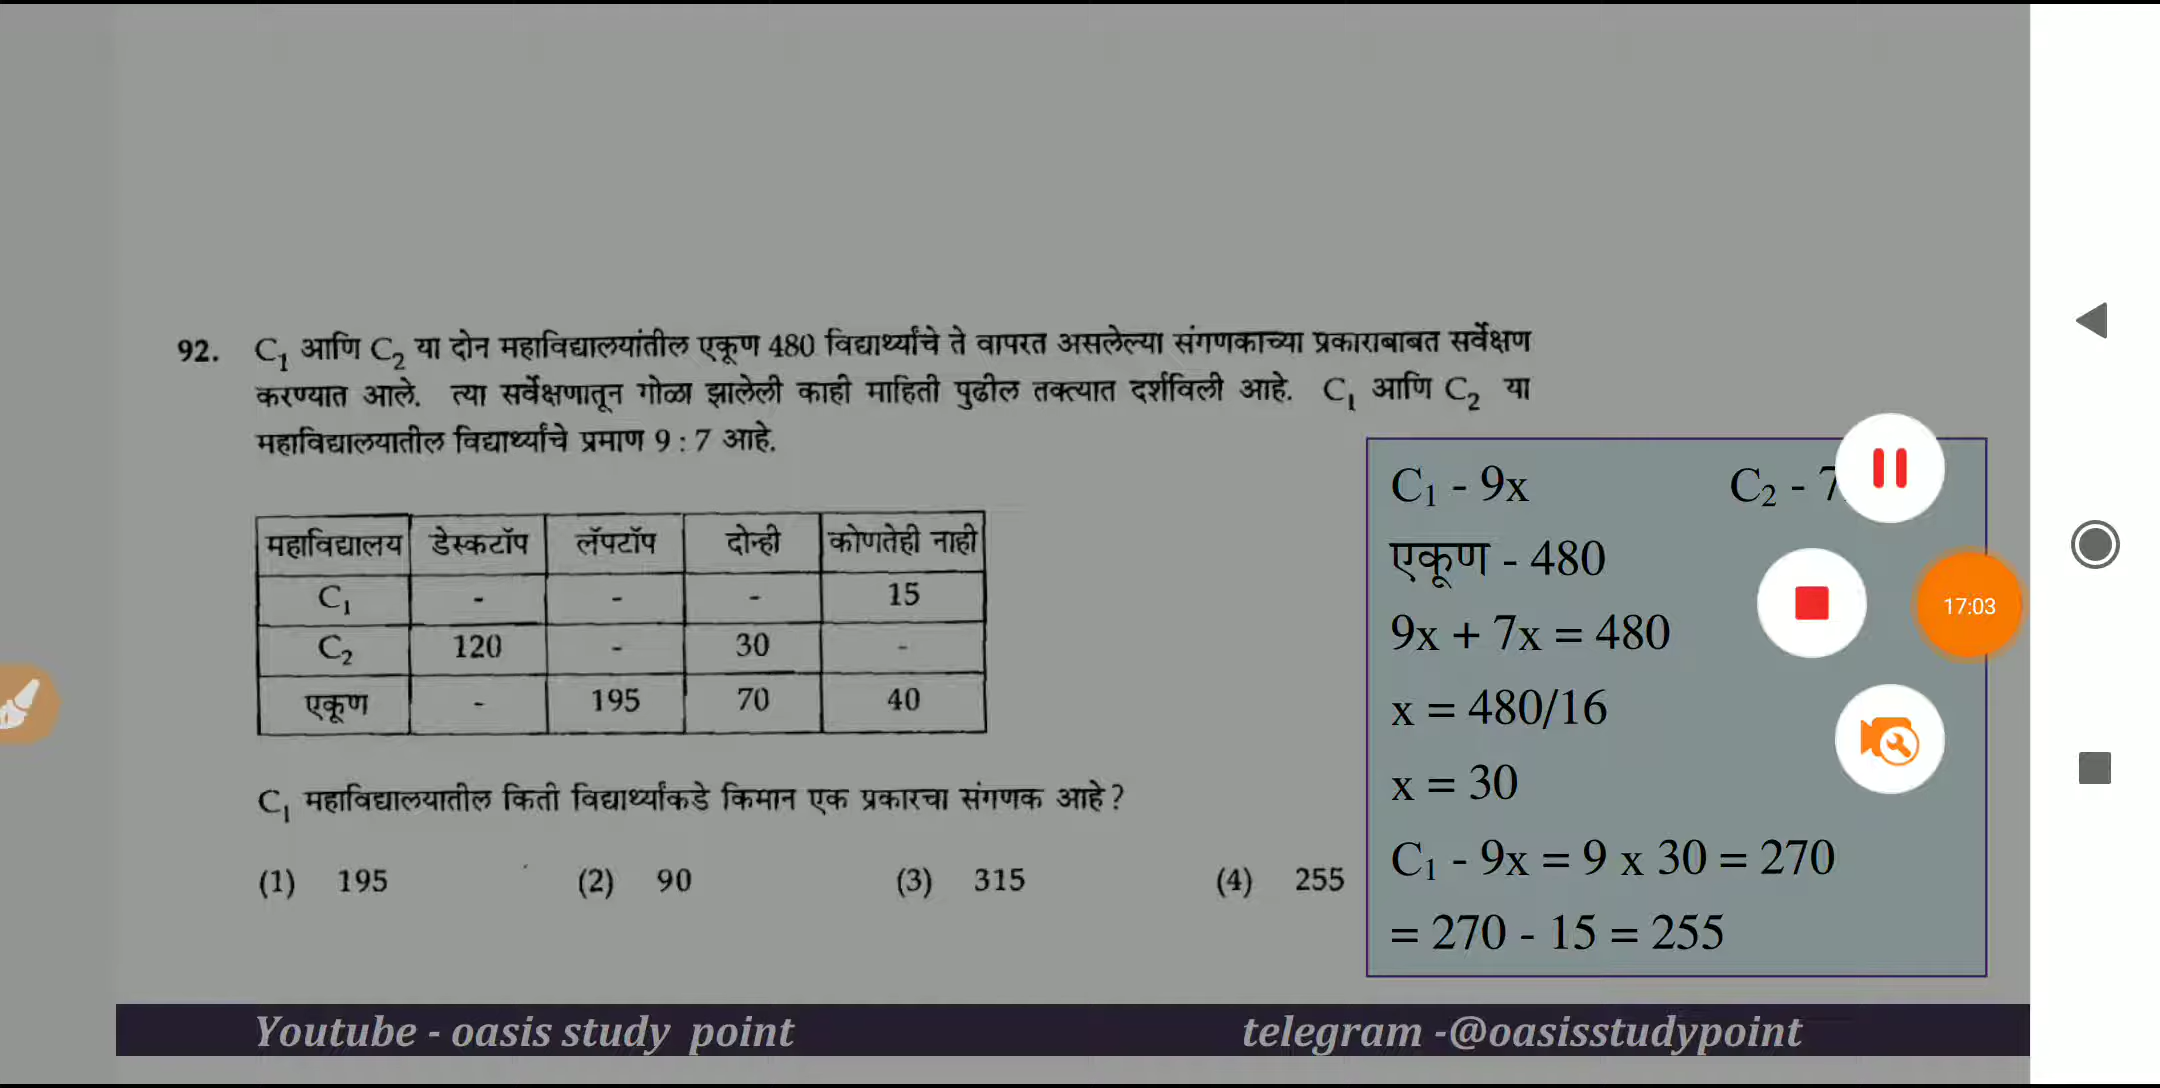 92. C₁ आणि C₂ या दोन महाविद्यालयांतील एकूण 480 विद्यार्थ्यांचे ते वापरत असलेल्या संगणकाच्या प्रकाराबाबत सर्वेक्षण
करण्यात आले. त्या सर्वेक्षणातून गोळा झालेली काही माहिती पुढील तक्त्यात दर्शविली आहे. C₁ आणि C₂ या
महाविद्यालयातील विद्यार्थ्यांचे प्रमाण 9 : 7 आहे.
महाविद्यालय डेस्कटॉप लॅपटॉप दोन्ही कोणतेही नाही
C₁ - - - 15
C₂ 120 - 30 -
एकूण - 195 70 40
C₁ महाविद्यालयातील किती विद्यार्थ्यांकडे किमान एक प्रकारचा संगणक आहे ?
(1) 195 (2) 90 (3) 315 (4) 255
C₁ - 9x C₂ - 7
एकूण - 480
9x + 7x = 480
x = 480/16
x = 30
C₁ - 9x = 9 x 30 = 270
= 270 - 15 = 255
17:03
Youtube - oasis study point telegram -@oasisstudypoint